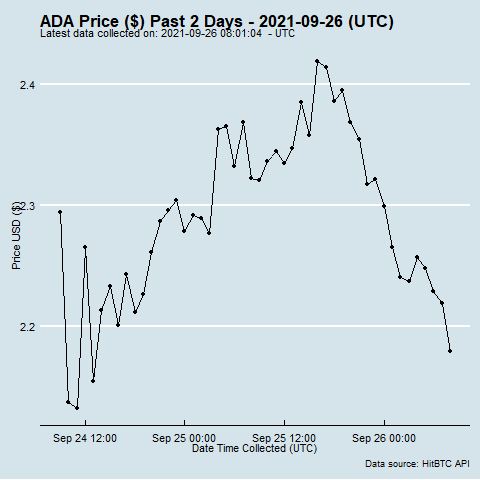 ADA Price ($) Past 2 Days - 2021-09-26 (UTC)
Latest data collected on: 2021-09-26 08:01:04  - UTC
2.4
2.3
2.2
Price USD ($)
Sep 24 12:00
Sep 25 00:00
Sep 25 12:00
Sep 26 00:00
Date Time Collected (UTC)
Data source: HitBTC API